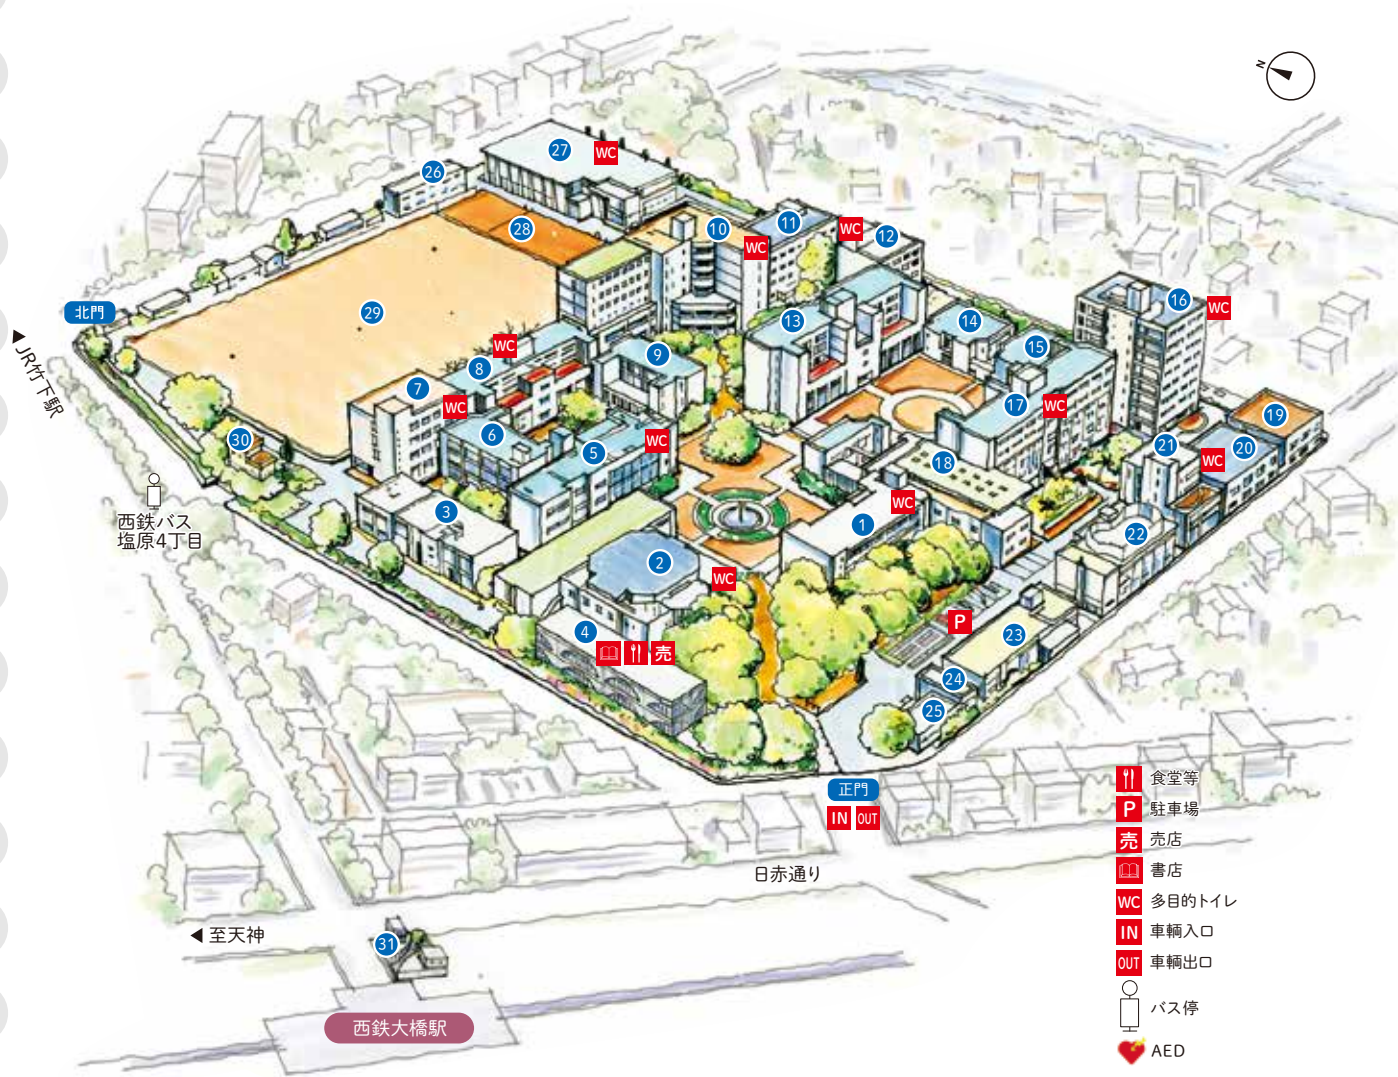 N
27
WC
26
28
10
11
WC
12
WC
16
WC
北門
29
13
14
15
◀JR竹下駅
WC
8
9
7
WC
17
WC
19
30
6
5
WC
18
21
20
WC
西鉄バス
塩原4丁目
3
1
WC
22
2
WC
4
売
P
23
24
25
正門
IN OUT
日赤通り
◀至天神
31
西鉄大橋駅
食堂等
P 駐車場
売 売店
書店
WC 多目的トイレ
IN 車輛入口
OUT 車輛出口
バス停
AED